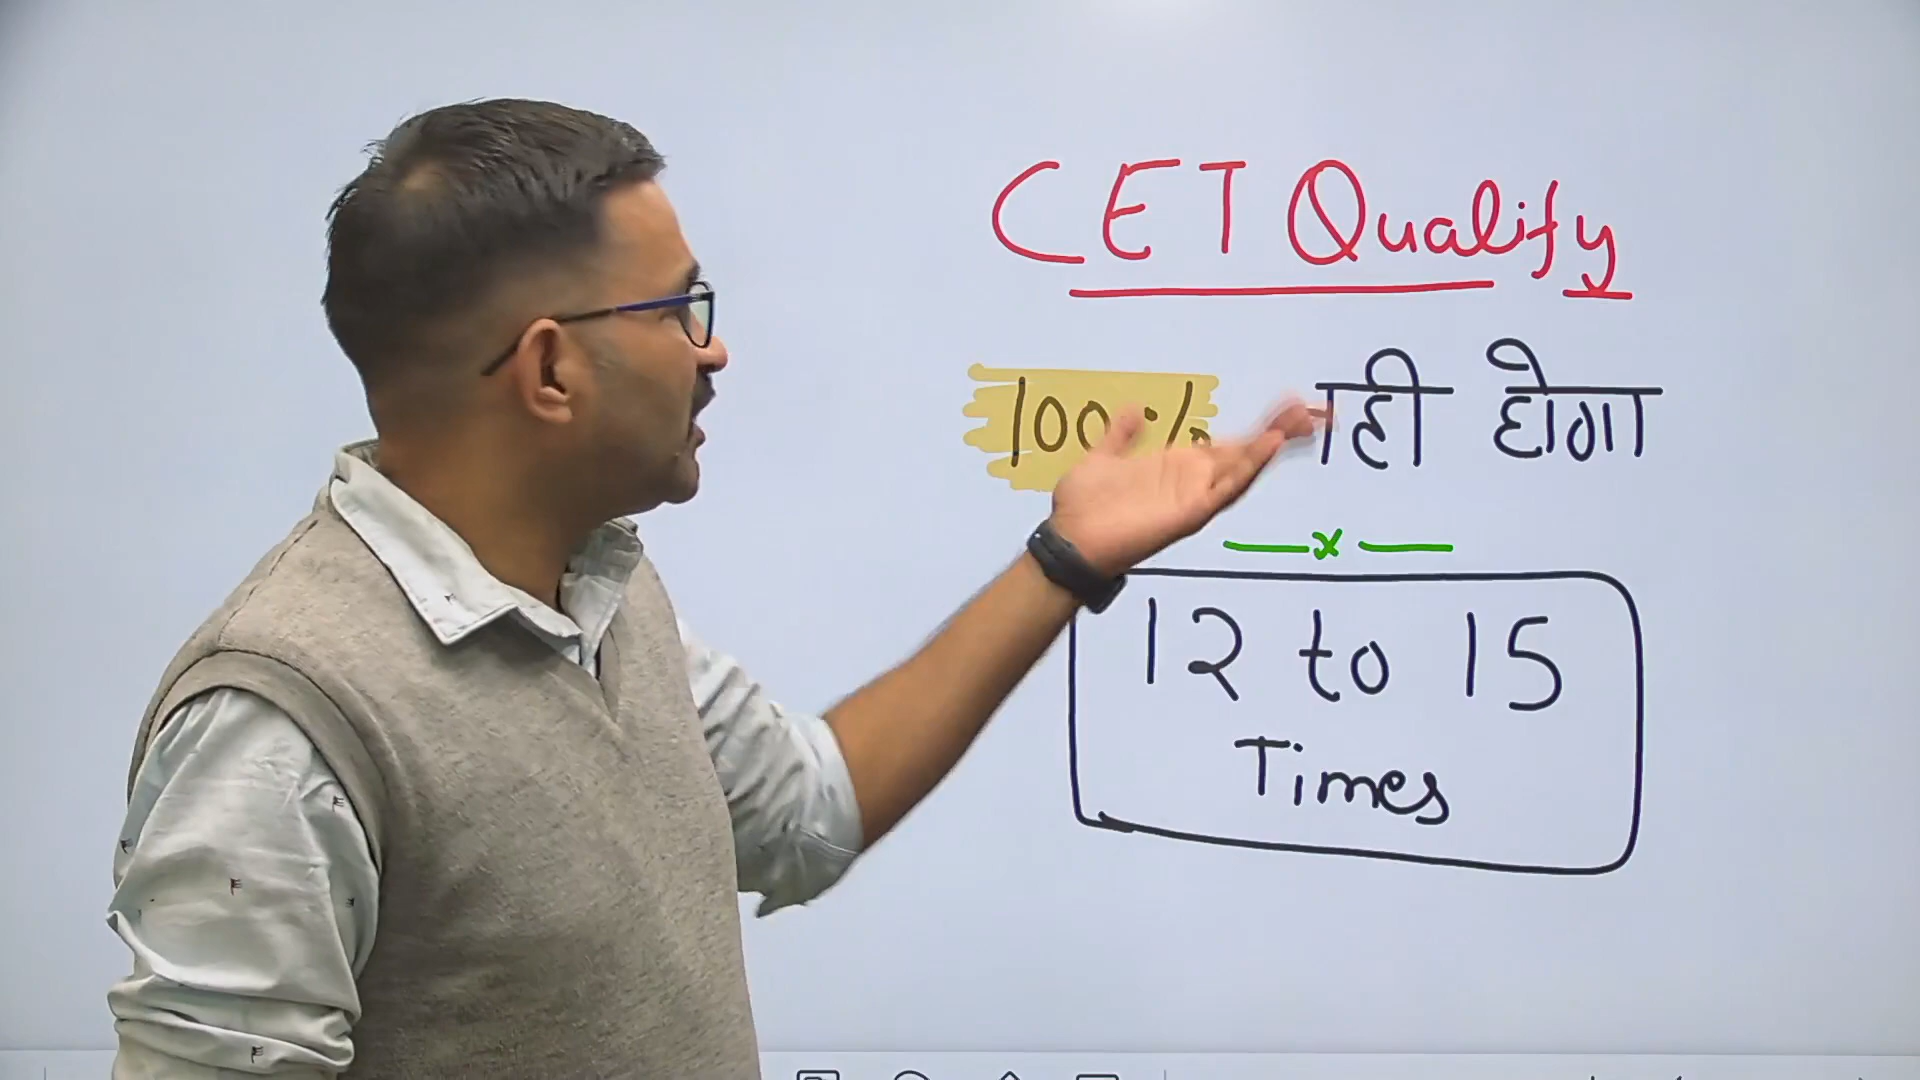 CET Qualify
100% होगा
x
12 to 15
Times